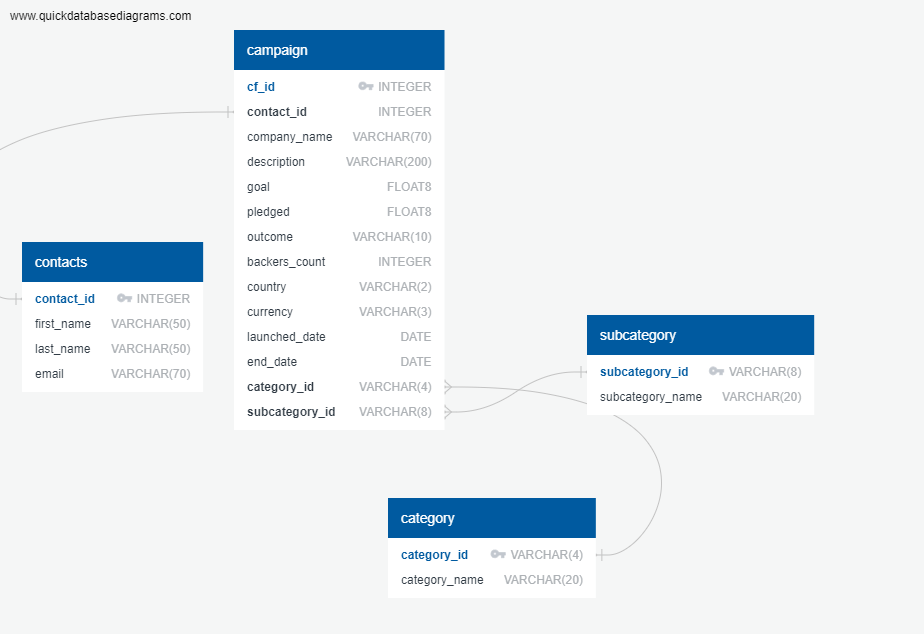 www.quickdatabasediagrams.com
campaign
cf_id INTEGER
contact_id INTEGER
company_name VARCHAR(70)
description VARCHAR(200)
goal FLOAT8
pledged FLOAT8
outcome VARCHAR(10)
backers_count INTEGER
country VARCHAR(2)
currency VARCHAR(3)
launched_date DATE
end_date DATE
category_id VARCHAR(4)
subcategory_id VARCHAR(8)
contacts
contact_id INTEGER
first_name VARCHAR(50)
last_name VARCHAR(50)
email VARCHAR(70)
subcategory
subcategory_id VARCHAR(8)
subcategory_name VARCHAR(20)
category
category_id VARCHAR(4)
category_name VARCHAR(20)